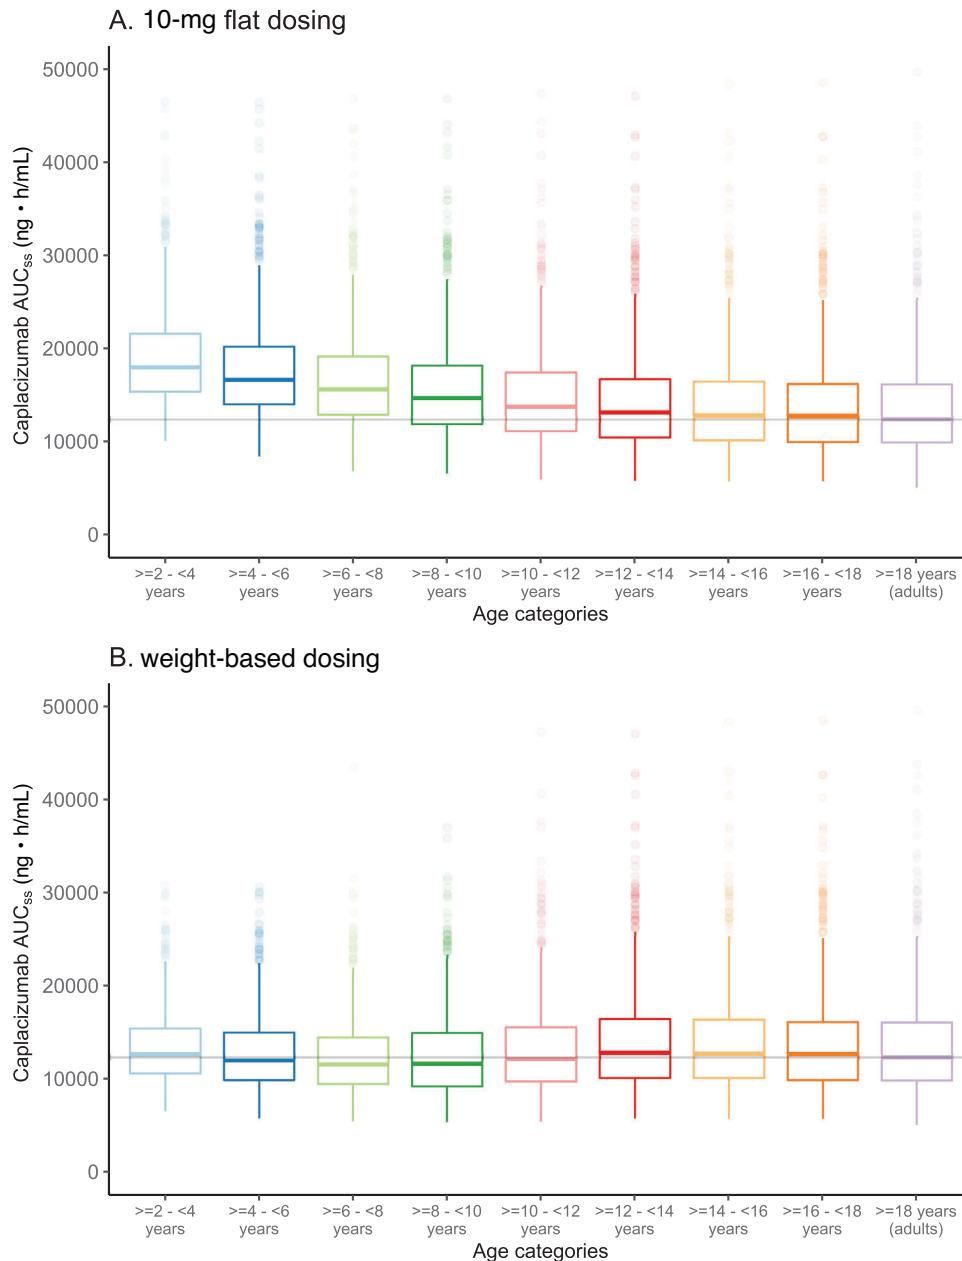 A. 10-mg flat dosing
Caplacizumab AUCss (ng • h/mL)
50000
40000
30000
20000
10000
0
>=2 - <4 years
>=4 - <6 years
>=6 - <8 years
>=8 - <10 years
>=10 - <12 years
>=12 - <14 years
>=14 - <16 years
>=16 - <18 years
>=18 years (adults)
Age categories
B. weight-based dosing
Caplacizumab AUCss (ng • h/mL)
50000
40000
30000
20000
10000
0
>=2 - <4 years
>=4 - <6 years
>=6 - <8 years
>=8 - <10 years
>=10 - <12 years
>=12 - <14 years
>=14 - <16 years
>=16 - <18 years
>=18 years (adults)
Age categories